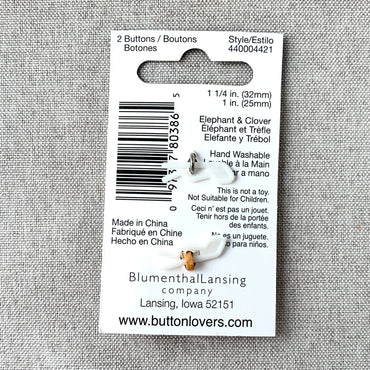 2 Buttons / Boutons
Botones
Style/Estilo
440004421
1 1/4 in. (32mm)
1 in. (25mm)
Elephant & Clover
Éléphant et Trèfle
Elefante y Trébol
Hand Washable
à la Main
a mano
This is not a toy.
Not Suitable for Children.
Ceci n' est pas un jouet.
Tenir hors de la portée
des enfants.
No es un juguete.
para niños.
Made in China
Fabriqué en Chine
Hecho en China
BlumenthalLansing
company
Lansing, Iowa 52151
www.buttonlovers.com